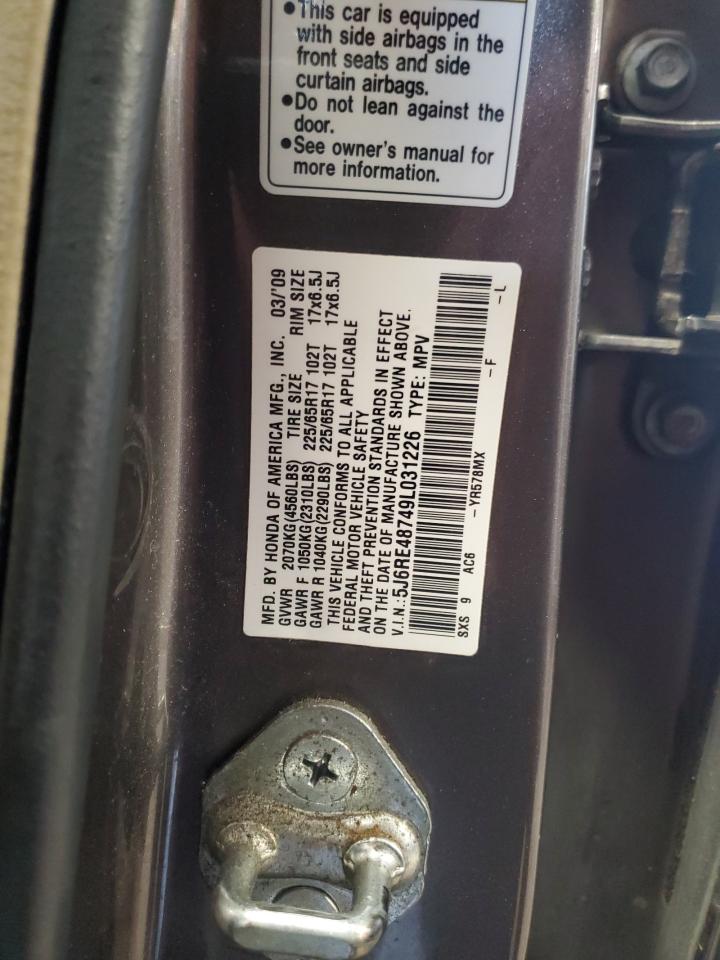 •This car is equipped
with side airbags in the
front seats and side
curtain airbags.
•Do not lean against the
door.
•See owner's manual for
more information.
MFD. BY HONDA OF AMERICA MFG., INC. 03/'09
GVWR 2070KG(4560LBS) TIRE SIZE RIM SIZE
GAWR F 1050KG(2310LBS) 225/65R17 102T 17x6.5J
GAWR R 1040KG(2290LBS) 225/65R17 102T 17x6.5J
THIS VEHICLE CONFORMS TO ALL APPLICABLE
FEDERAL MOTOR VEHICLE SAFETY
AND THEFT PREVENTION STANDARDS IN EFFECT
ON THE DATE OF MANUFACTURE SHOWN ABOVE.
V.I.N.:5J6RE48749L031226 TYPE: MPV
SXS 9 AC6 -YR578MX -F -L